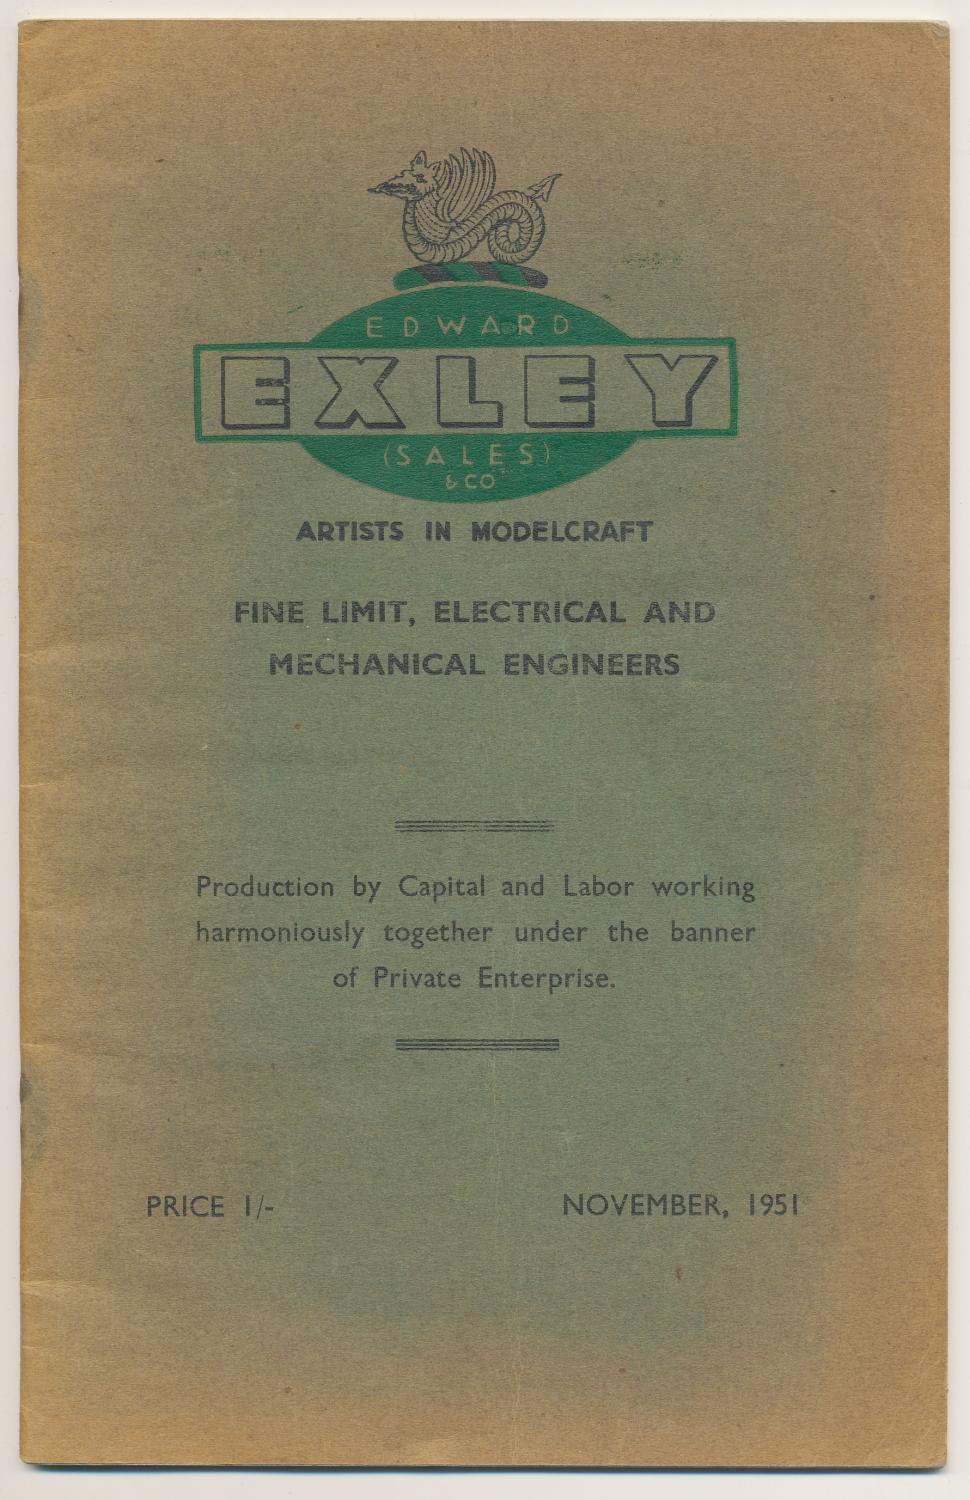 EDWARD
EXLEY
(SALES)
& CO
ARTISTS IN MODELCRAFT
FINE LIMIT, ELECTRICAL AND
MECHANICAL ENGINEERS
Production by Capital and Labor working
harmoniously together under the banner
of Private Enterprise.
PRICE 1/- NOVEMBER, 1951